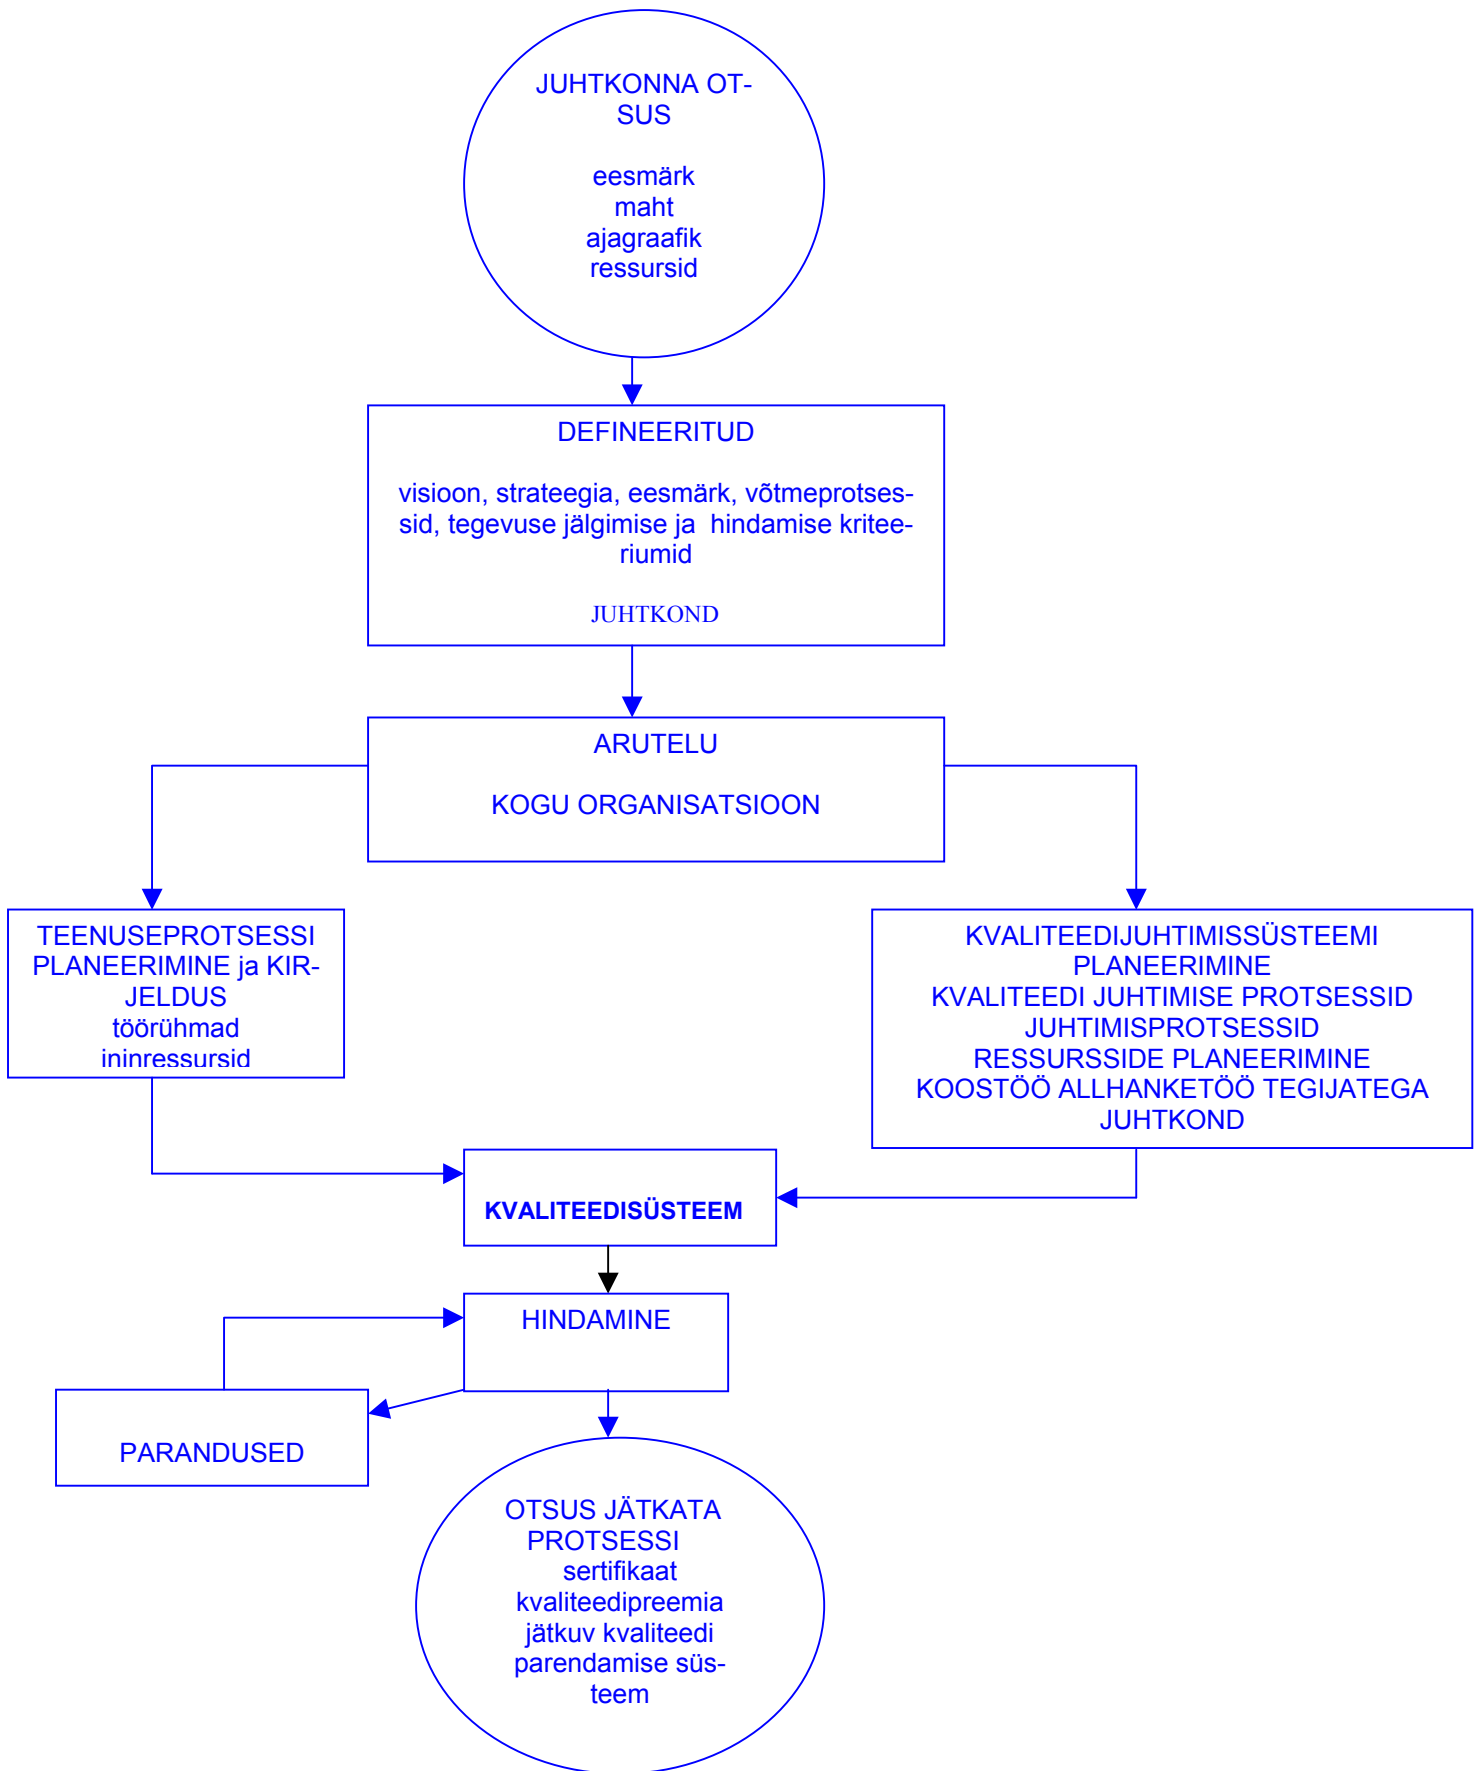 JUHTKONNA OT-
SUS
eesmärk
maht
ajagraafik
ressursid
DEFINEERITUD
visioon, strateegia, eesmärk, võtmeprotses-
sid, tegevuse jälgimise ja hindamise kritee-
riumid
JUHTKOND
ARUTELU
KOGU ORGANISATSIOON
TEENUSEPROTSESSI
PLANEERIMINE ja KIR-
JELDUS
töörühmad
ininressursid
KVALITEEDIJUHTIMISSÜSTEEMI
PLANEERIMINE
KVALITEEDI JUHTIMISE PROTSESSID
JUHTIMISPROTSESSID
RESSURSSIDE PLANEERIMINE
KOOSTÖÖ ALLHANKETÖÖ TEGIJATEGA
JUHTKOND
KVALITEEDISÜSTEEM
HINDAMINE
PARANDUSED
OTSUS JÄTKATA
PROTSESSI
sertifikaat
kvaliteedipreemia
jätkuv kvaliteedi
parendamise süs-
teem